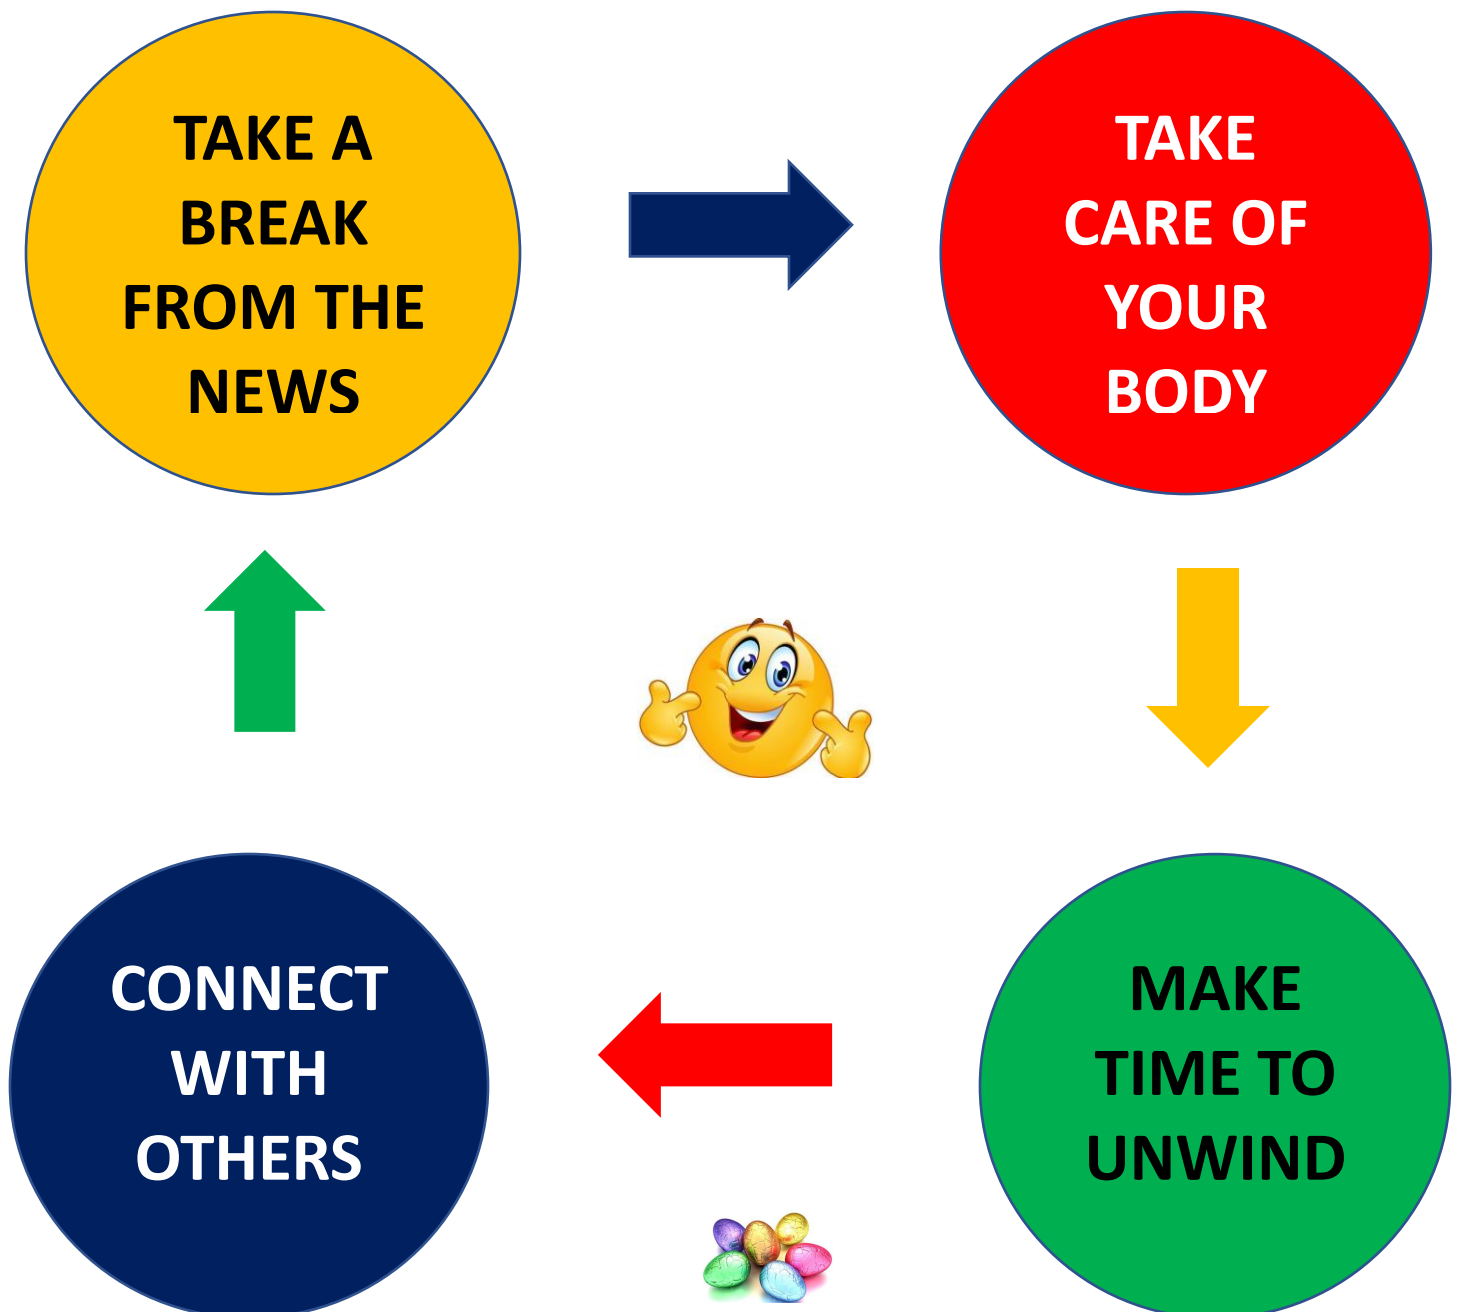 TAKE A
BREAK
FROM THE
NEWS
TAKE
CARE OF
YOUR
BODY
CONNECT
WITH
OTHERS
MAKE
TIME TO
UNWIND